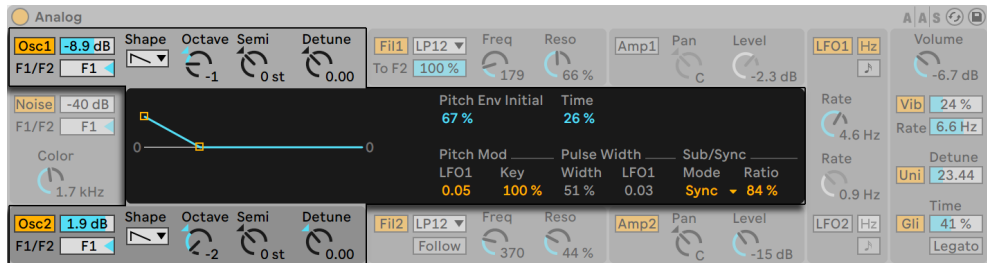 Analog AAS
Osc1 -8.9 dB Shape Octave Semi Detune Fil1 LP12 Freq Reso Amp1 Pan Level LFO1 Hz Volume
F1/F2 F1 -1 0 st 0.00 To F2 100 % 179 66 % C -2.3 dB -6.7 dB
Noise -40 dB Pitch Env Initial Time Rate Vib 24 %
F1/F2 F1 67 % 26 % 4.6 Hz Rate 6.6 Hz
0 0
Color Pitch Mod Pulse Width Sub/Sync Rate Detune
LFO1 Key Width LFO1 Mode Ratio Uni 23.44
1.7 kHz 0.05 100 % 51 % 0.03 Sync 84 % 0.9 Hz
Osc2 1.9 dB Shape Octave Semi Detune Fil2 LP12 Freq Reso Amp2 Pan Level LFO2 Hz Time
Gli 41 %
F1/F2 F1 -2 0 st 0.00 Follow 370 44 % C -15 dB Legato